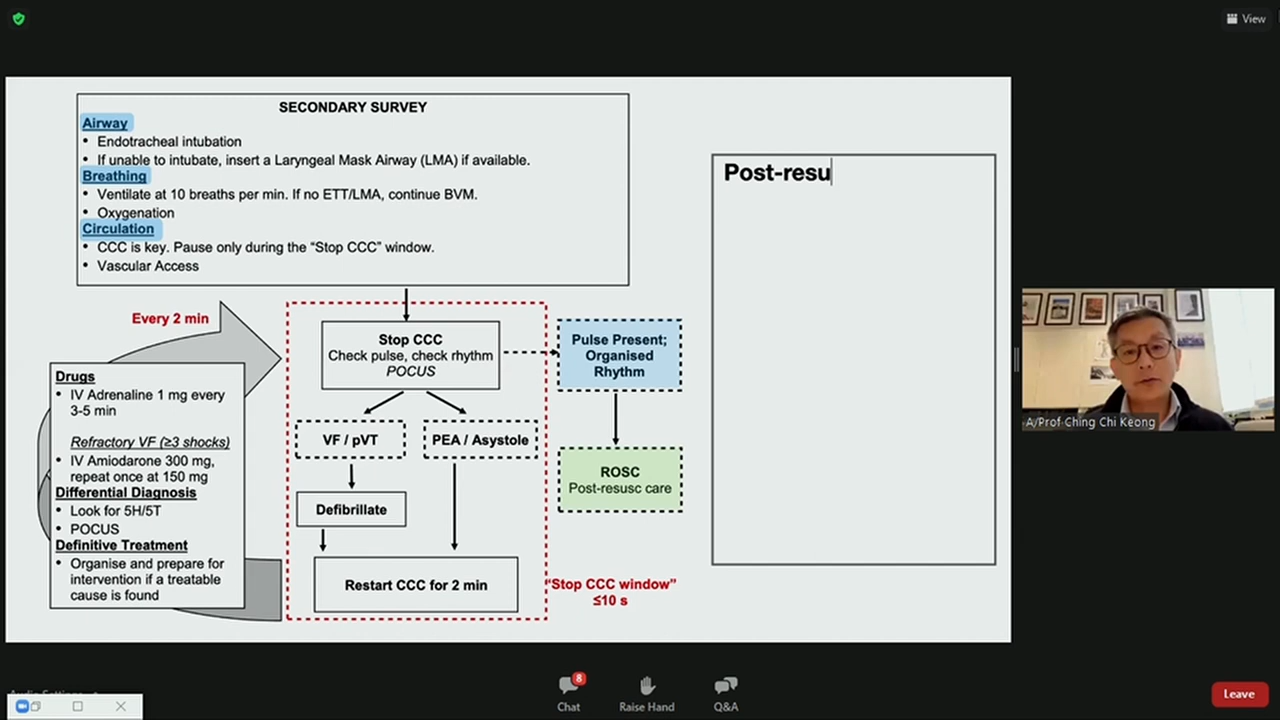 View
SECONDARY SURVEY
Airway
• Endotracheal intubation
• If unable to intubate, insert a Laryngeal Mask Airway (LMA) if available.
Breathing
• Ventilate at 10 breaths per min. If no ETT/LMA, continue BVM.
• Oxygenation
Circulation
• CCC is key. Pause only during the “Stop CCC” window.
• Vascular Access
Post-resu
Every 2 min
Stop CCC
Check pulse, check rhythm
POCUS
Pulse Present;
Organised
Rhythm
Drugs
• IV Adrenaline 1 mg every
3-5 min
Refractory VF (≥3 shocks)
• IV Amiodarone 300 mg,
repeat once at 150 mg
Differential Diagnosis
• Look for 5H/5T
• POCUS
Definitive Treatment
• Organise and prepare for
intervention if a treatable
cause is found
VF / pVT
PEA / Asystole
Defibrillate
ROSC
Post-resusc care
Restart CCC for 2 min
“Stop CCC window”
≤10 s
A/Prof Ching Chi Keong
Audio Settings
8
Chat
Raise Hand
Q&A
Leave